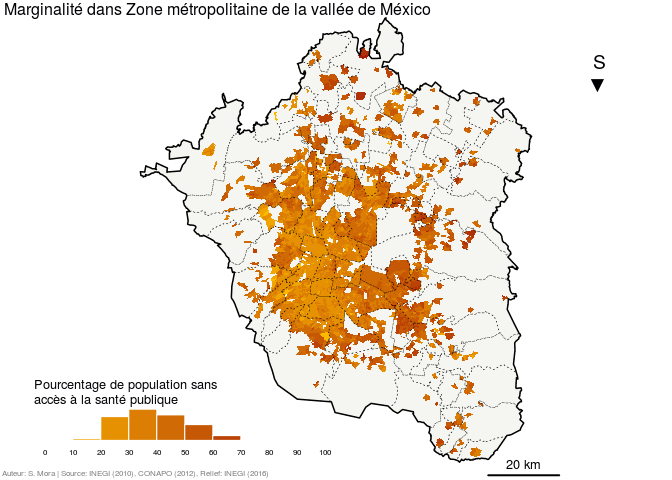 Marginalité dans Zone métropolitaine de la vallée de México
S
Pourcentage de population sans
accès à la santé publique
0 10 20 30 40 50 60 70 80 90 100
20 km
Auteur: S. Mora | Source: INEGI (2010), CONAPO (2012), Relief: INEGI (2016)